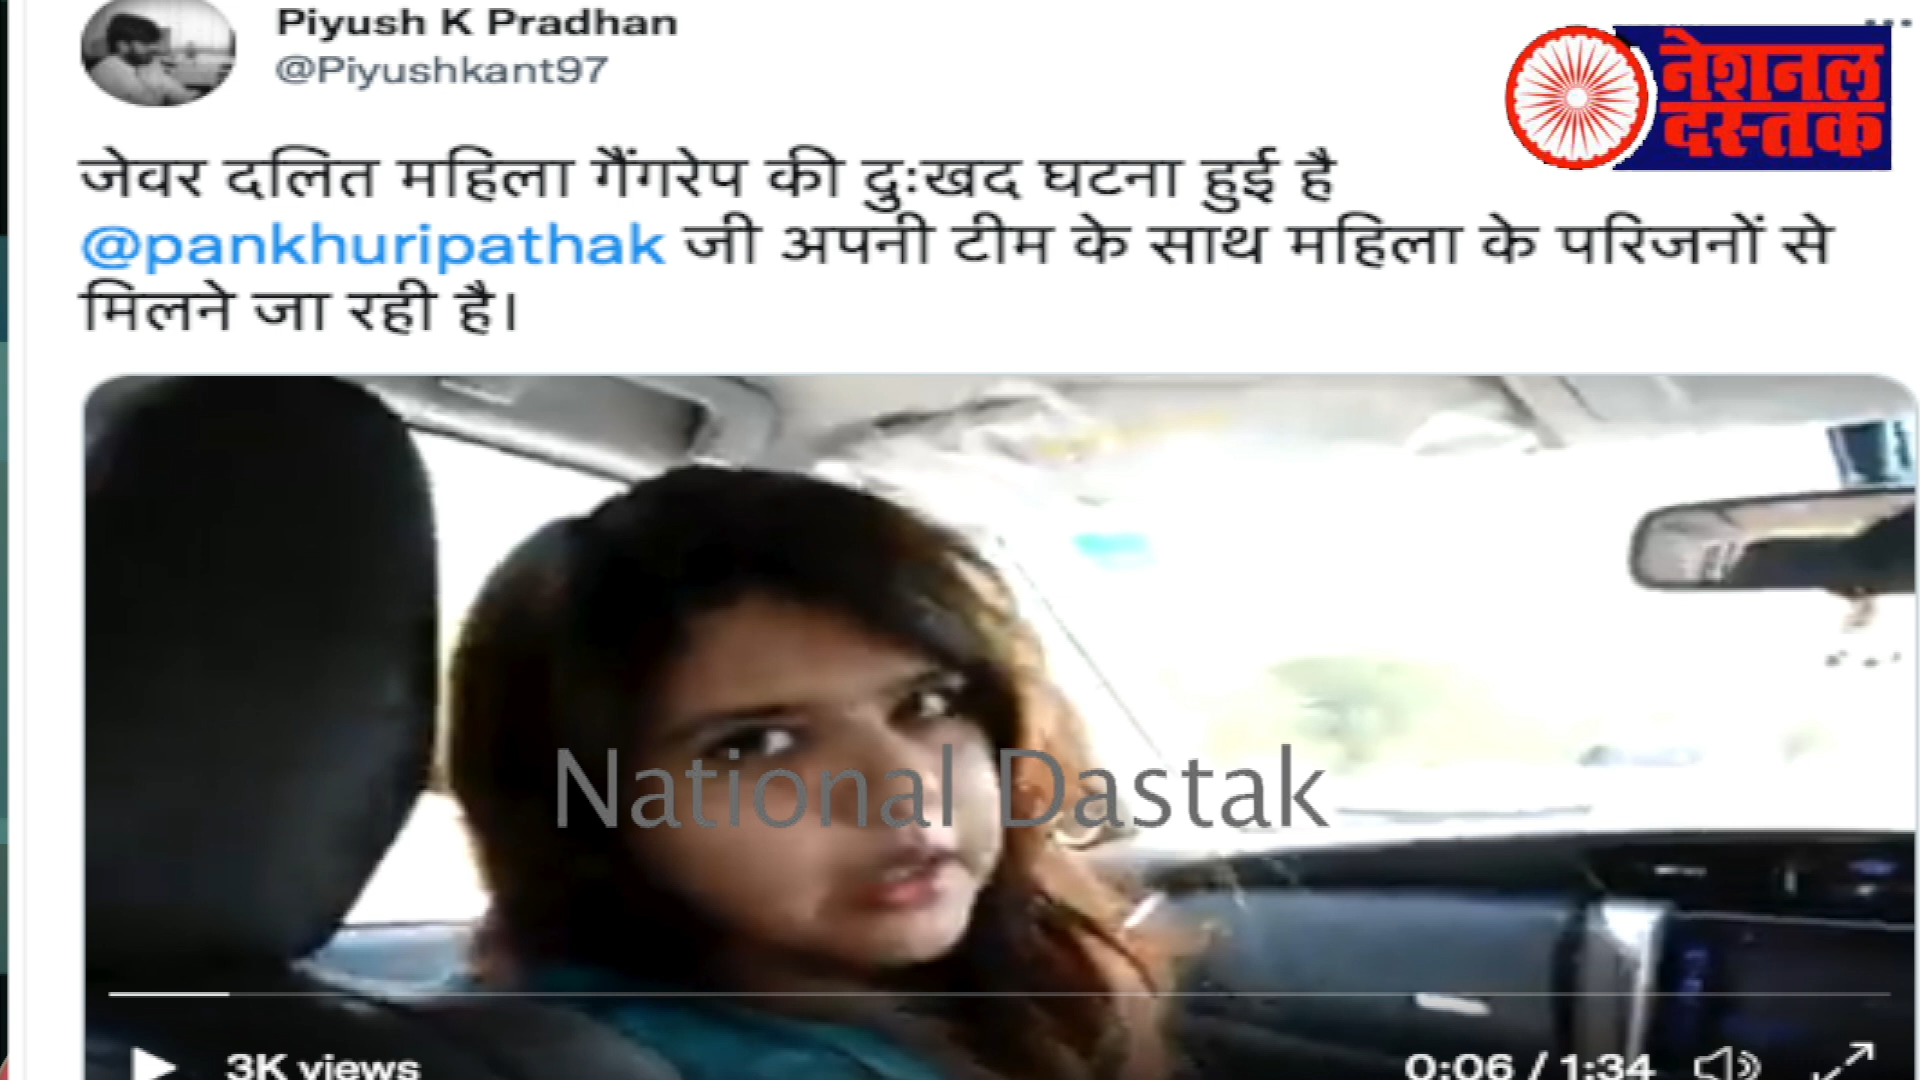 Piyush K Pradhan
@Piyushkant97
नेशनल
दस्तक
जेवर दलित महिला गैंगरेप की दुःखद घटना हुई है
@pankhuripathak जी अपनी टीम के साथ महिला के परिजनों से
मिलने जा रही है।
National Dastak
3K views
0:06 / 1:34